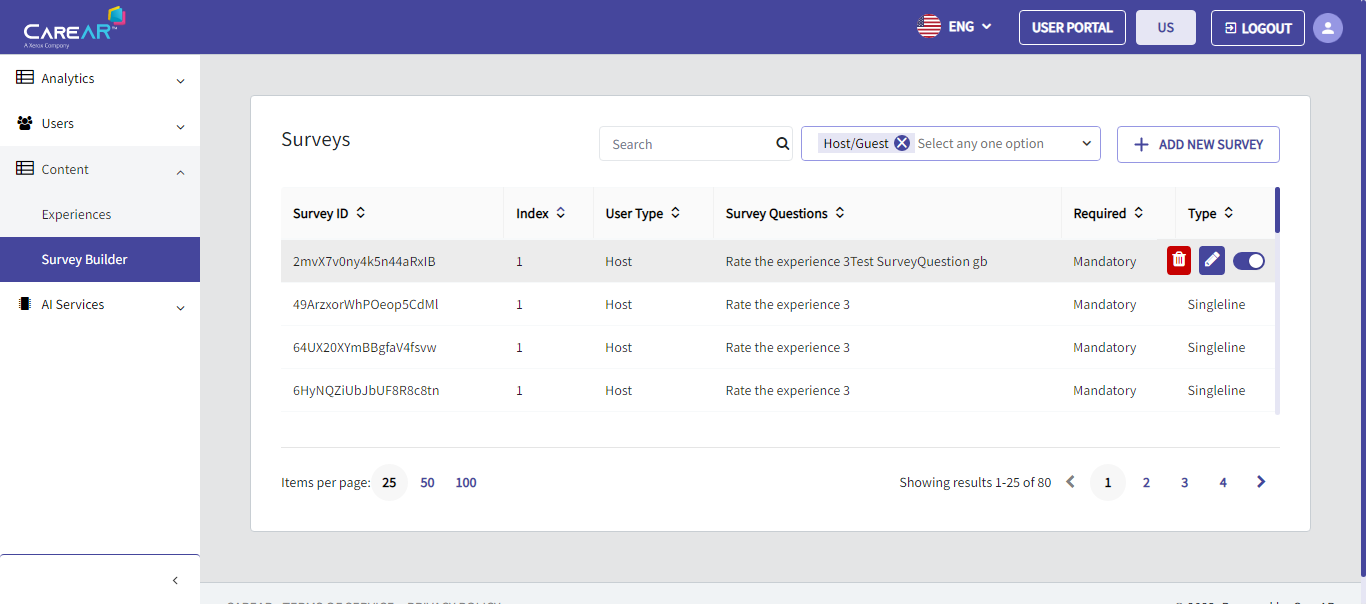 CAREAR™
A Xerox Company
ENG
USER PORTAL
US
LOGOUT
Analytics
Users
Content
Experiences
Survey Builder
AI Services
Surveys
Search
Host/Guest
Select any one option
ADD NEW SURVEY
Survey ID Index User Type Survey Questions Required Type
2mvX7v0ny4k5n44aRxIB 1 Host Rate the experience 3Test SurveyQuestion gb Mandatory
49ArzxorWhPOeop5CdMl 1 Host Rate the experience 3 Mandatory Singleline
64UX20XYmBBgfaV4fsvw 1 Host Rate the experience 3 Mandatory Singleline
6HyNQZiUbJbUF8R8c8tn 1 Host Rate the experience 3 Mandatory Singleline
Items per page: 25 50 100
Showing results 1-25 of 80 1 2 3 4